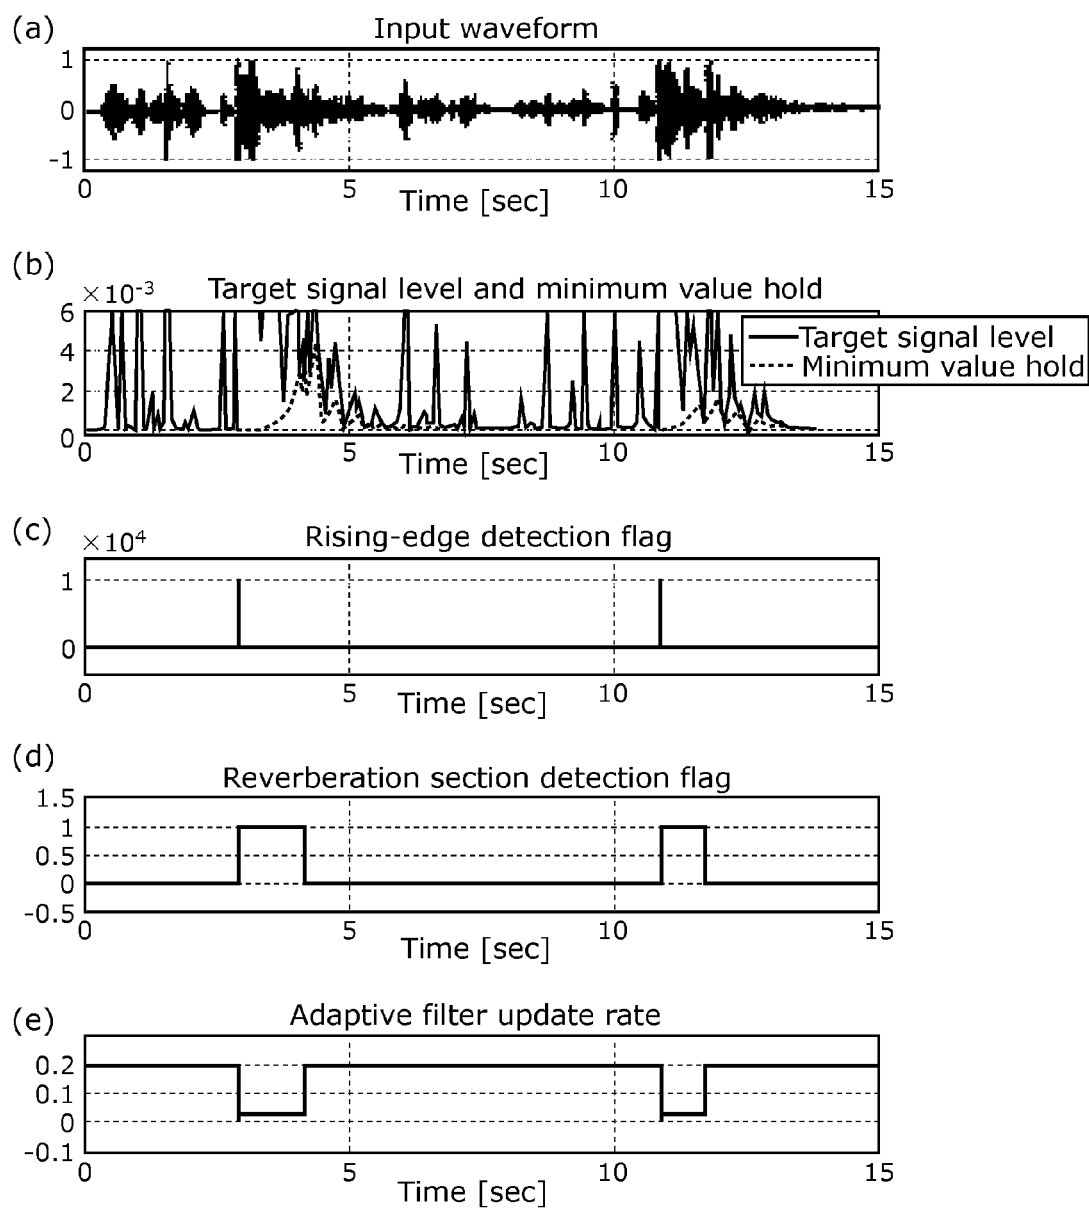 (a)
Input waveform
1
0
-1
0 5 10 15
Time [sec]
(b)
×10-3
Target signal level and minimum value hold
6
4
2
0
Target signal level
Minimum value hold
0 5 10 15
Time [sec]
(c)
×104
Rising-edge detection flag
1
0
0 5 10 15
Time [sec]
(d)
Reverberation section detection flag
1.5
1
0.5
0
-0.5
0 5 10 15
Time [sec]
(e)
Adaptive filter update rate
0.2
0.1
0
-0.1
0 5 10 15
Time [sec]